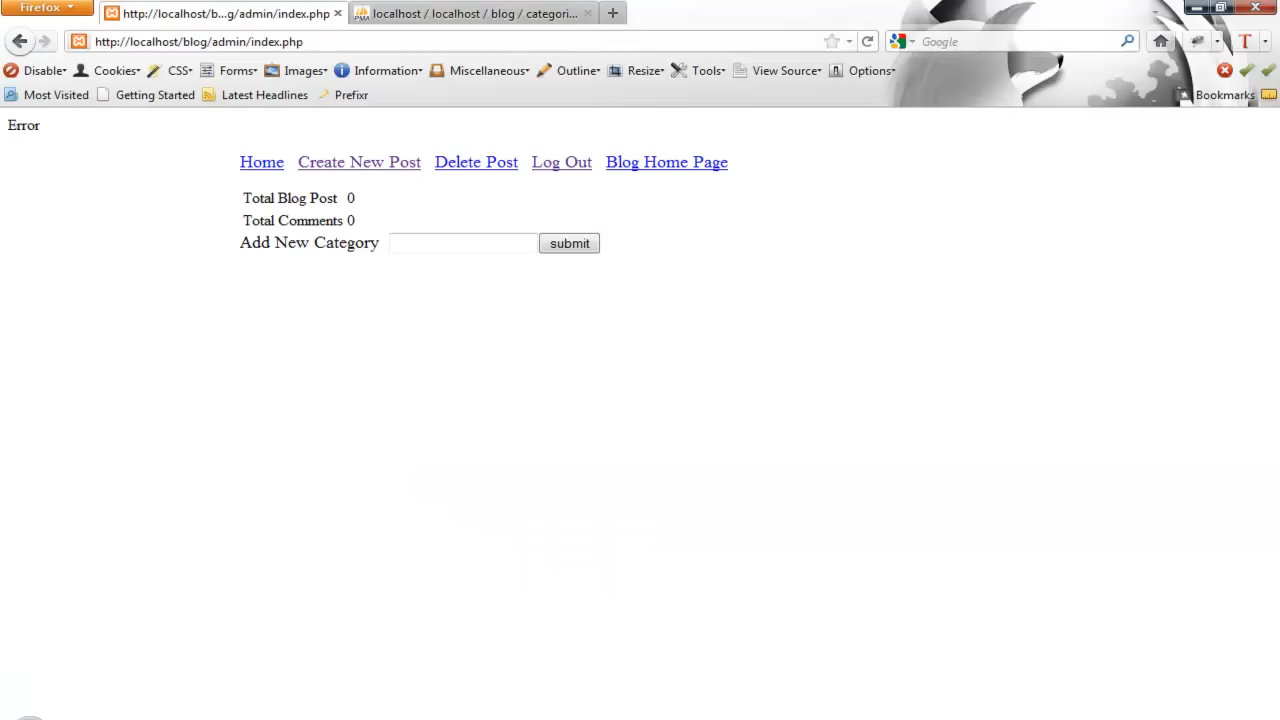 Firefox
http://localhost/b...g/admin/index.php
PMA localhost / localhost / blog / categori...
http://localhost/blog/admin/index.php
Google
T
Disable Cookies CSS Forms Images Information Miscellaneous Outline Resize Tools View Source Options
Most Visited Getting Started Latest Headlines Prefixr
Bookmarks
Error
Home Create New Post Delete Post Log Out Blog Home Page
Total Blog Post 0
Total Comments 0
Add New Category submit